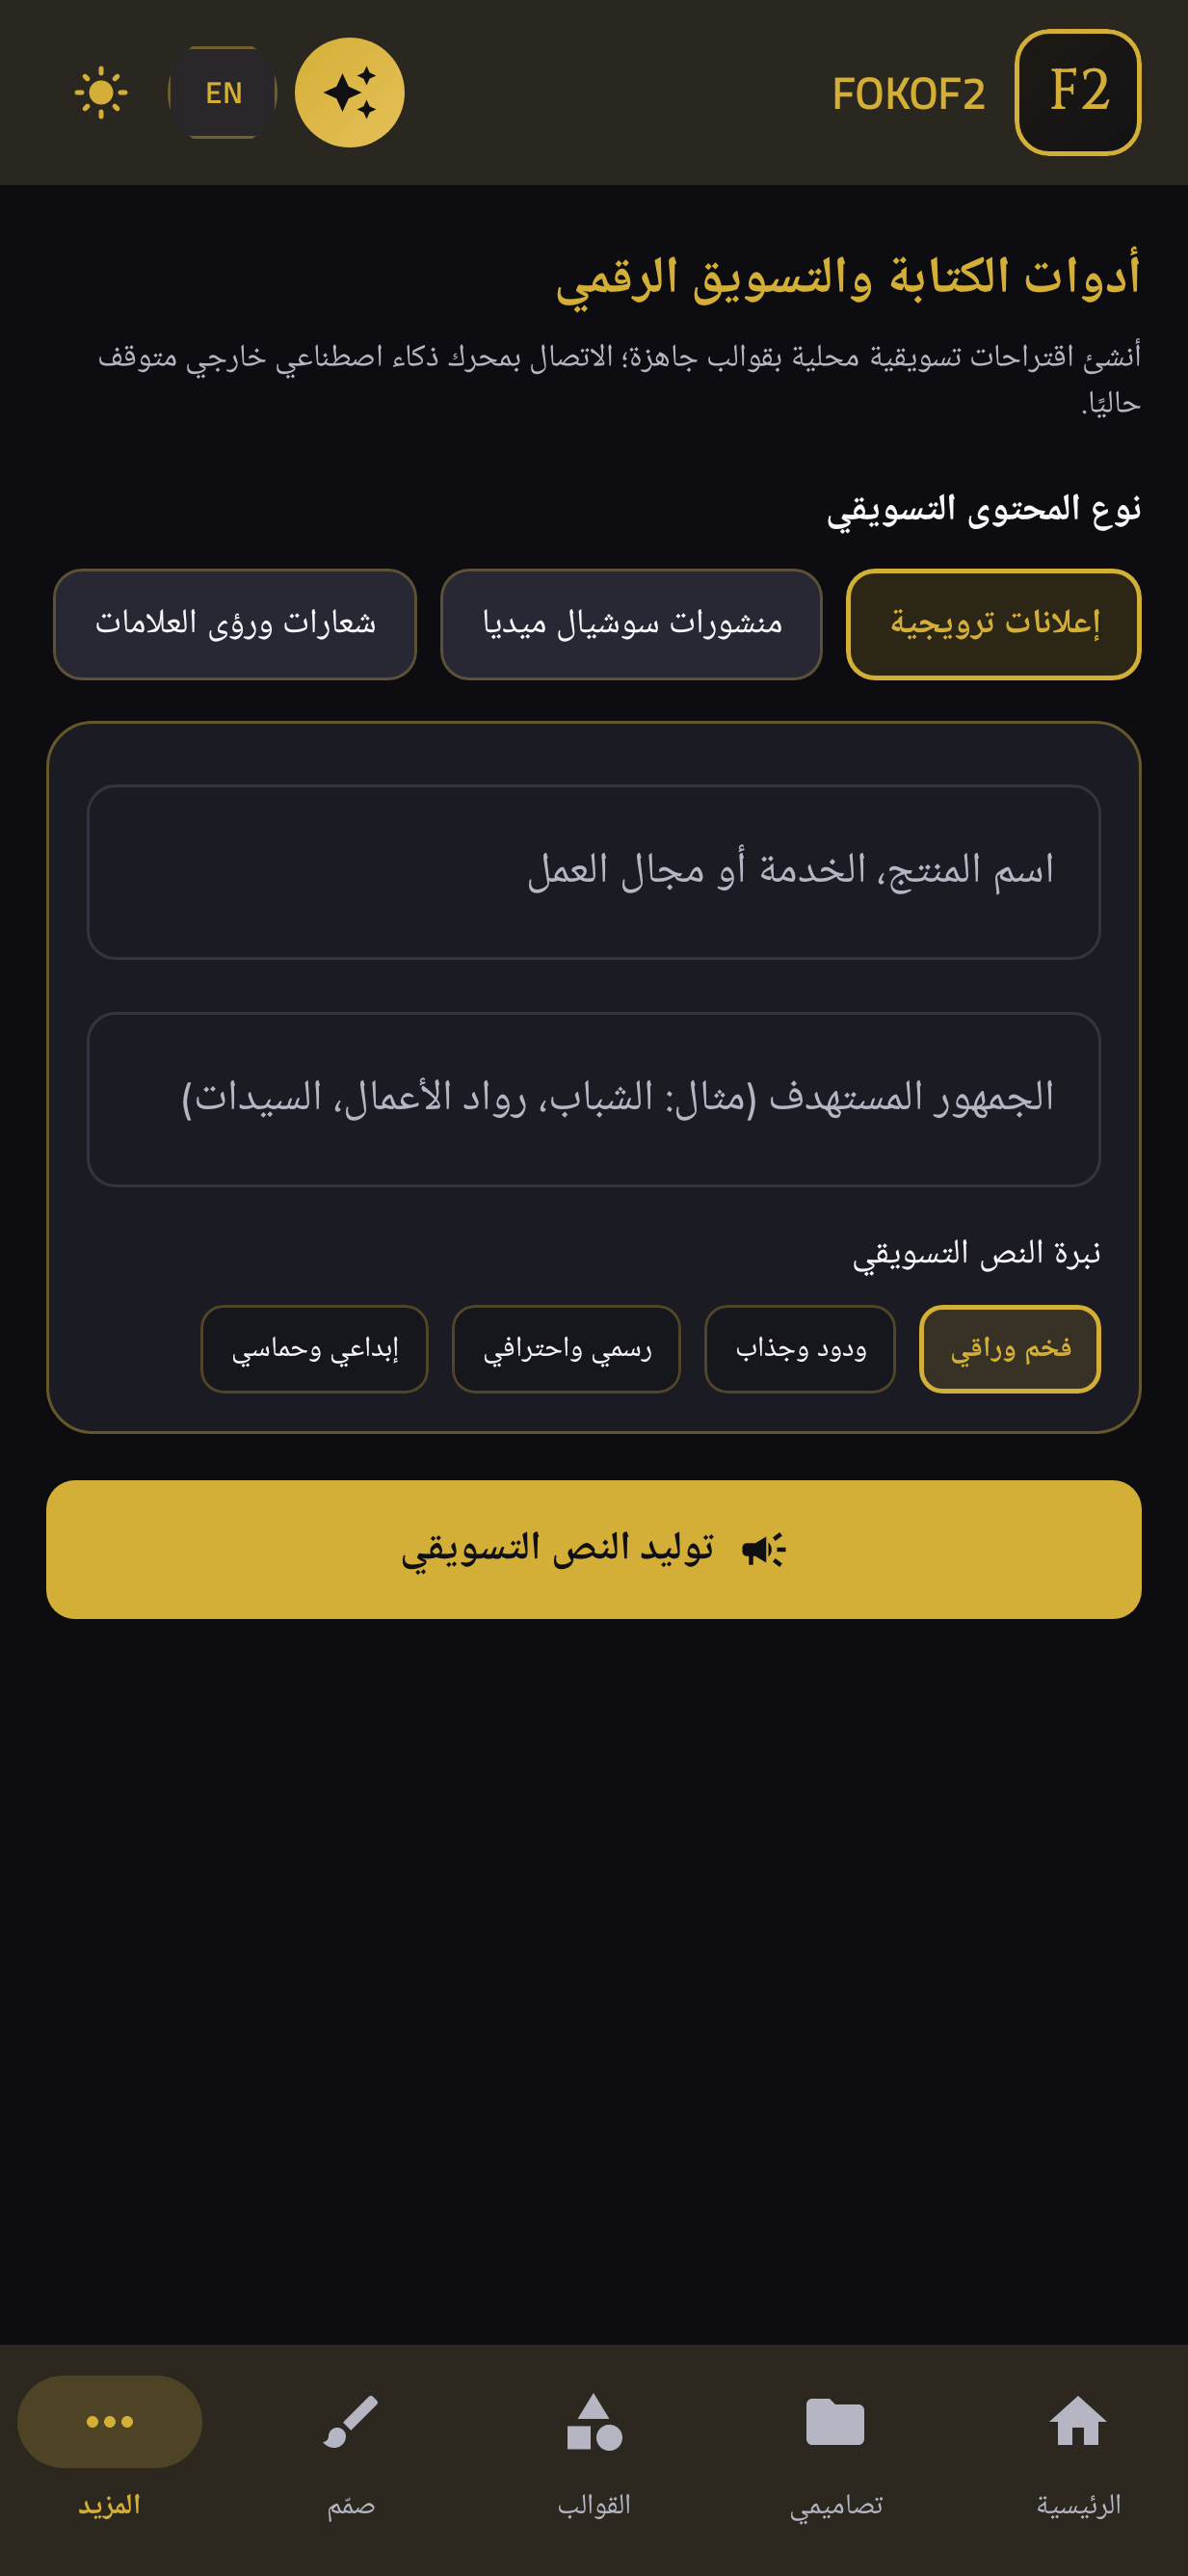 F2
FOKOF2
EN
أدوات الكتابة والتسويق الرقمي
أنشئ اقتراحات تسويقية محلية بقوالب جاهزة؛ الاتصال بمحرك ذكاء اصطناعي خارجي متوقف
حاليًا.
نوع المحتوى التسويقي
إعلانات ترويجية
منشورات سوشيال ميديا
شعارات ورؤى العلامات
اسم المنتج، الخدمة أو مجال العمل
الجمهور المستهدف (مثال: الشباب، رواد الأعمال، السيدات)
نبرة النص التسويقي
فخم وراقي
ودود وجذاب
رسمي واحترافي
إبداعي وحماسي
توليد النص التسويقي
الرئيسية
تصاميمي
القوالب
صمّم
المزيد